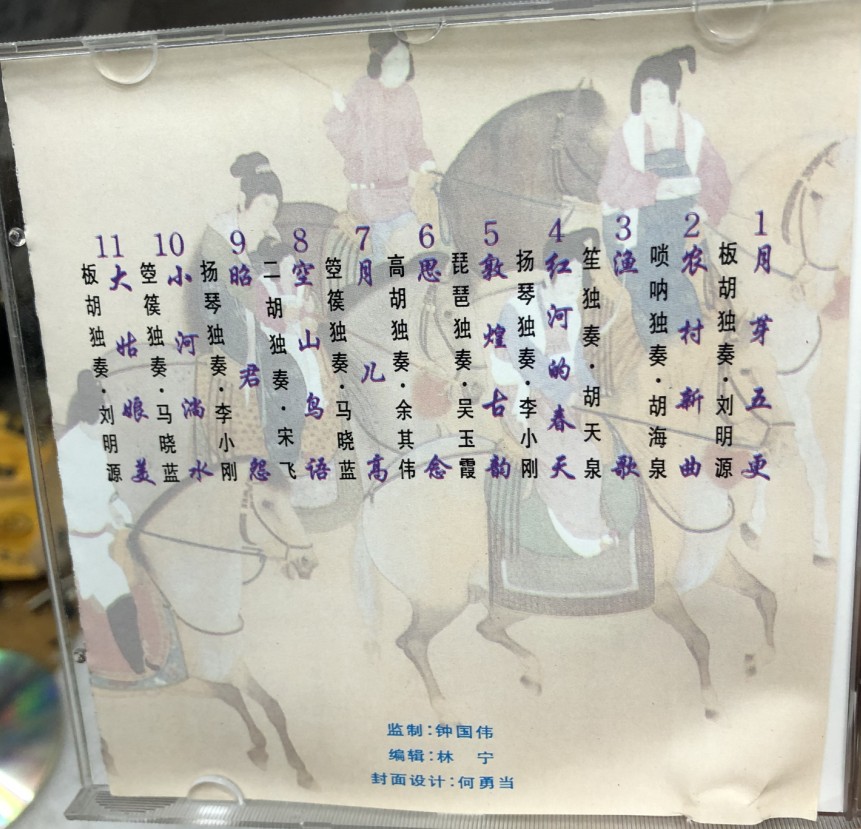 1 月芽五更
板胡独奏·刘明源
2 农村新曲
唢呐独奏·胡海泉
3 渔歌
笙独奏·胡天泉
4 红河的春天
扬琴独奏·李小刚
5 敦煌古韵
琵琶独奏·吴玉霞
6 思念
高胡独奏·余其伟
7 月儿高
箜篌独奏·马晓蓝
8 空山鸟语
二胡独奏·宋飞
9 昭君怨
扬琴独奏·李小刚
10 小河淌水
箜篌独奏·马晓蓝
11 大姑娘美
板胡独奏·刘明源
监制:钟国伟
编辑:林 宁
封面设计:何勇当